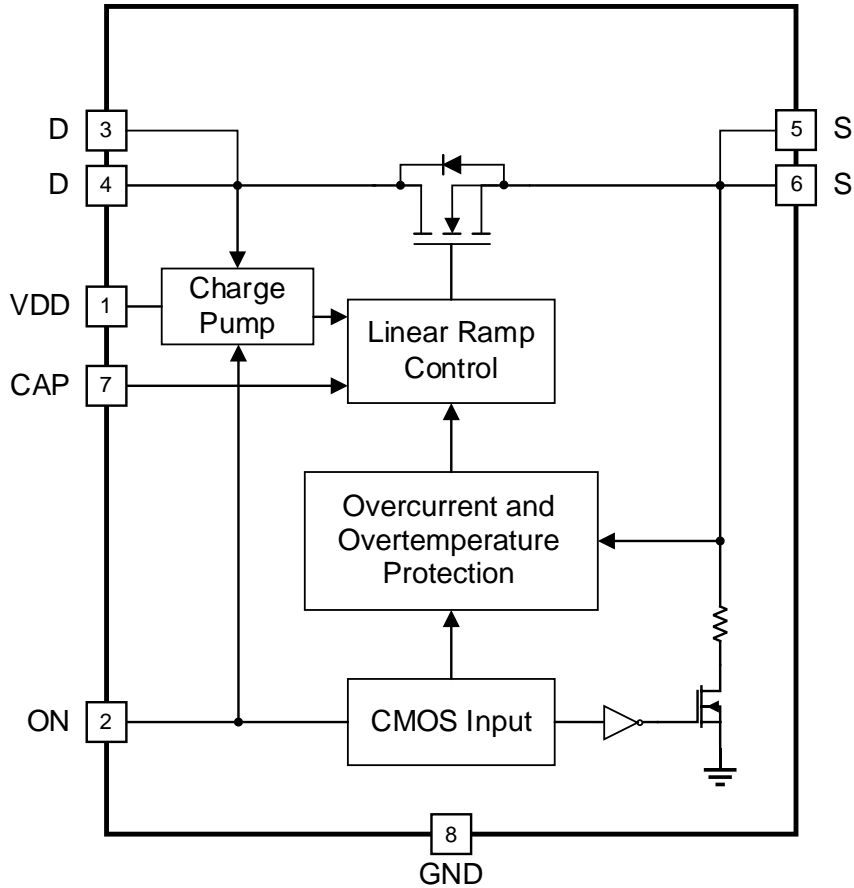 D 3
5 S
D 4
6 S
VDD 1
Charge
Pump
Linear Ramp
Control
CAP 7
Overcurrent and
Overtemperature
Protection
ON 2
CMOS Input
8
GND